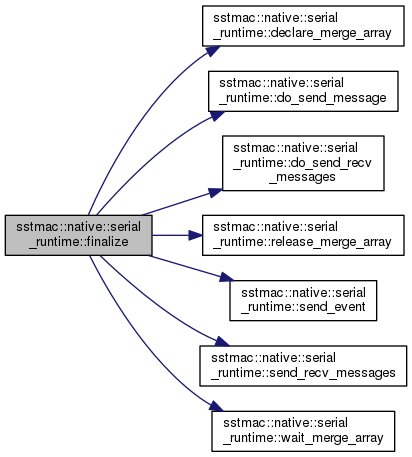 sstmac::native::serial
_runtime::finalize
sstmac::native::serial
_runtime::declare_merge_array
sstmac::native::serial
_runtime::do_send_message
sstmac::native::serial
_runtime::do_send_recv
_messages
sstmac::native::serial
_runtime::release_merge_array
sstmac::native::serial
_runtime::send_event
sstmac::native::serial
_runtime::send_recv_messages
sstmac::native::serial
_runtime::wait_merge_array